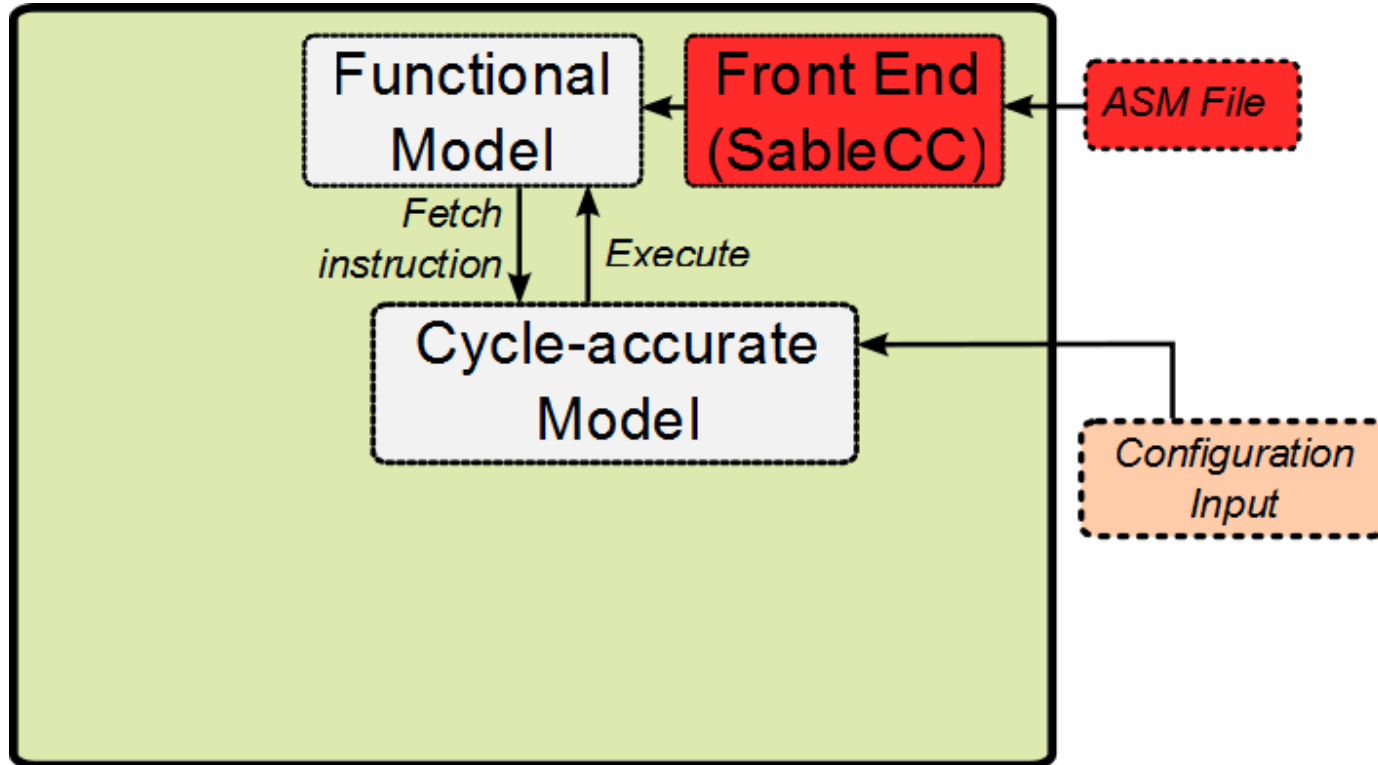 Functional
Model
Front End
(SableCC)
ASM File
Fetch
instruction
Execute
Cycle-accurate
Model
Configuration
Input